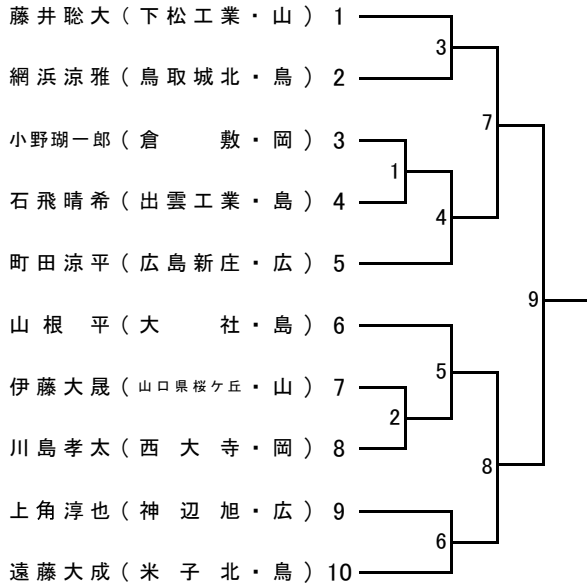 藤井聡大(下松工業・山) 1
網浜涼雅(鳥取城北・鳥) 2
小野瑚一郎(倉敷・岡) 3
石飛晴希(出雲工業・島) 4
町田涼平(広島新庄・広) 5
山根平(大社・島) 6
伊藤大晟(山口県桜ケ丘・山) 7
川島孝太(西大寺・岡) 8
上角淳也(神辺旭・広) 9
遠藤大成(米子北・鳥) 10
1
2
3
4
5
6
7
8
9